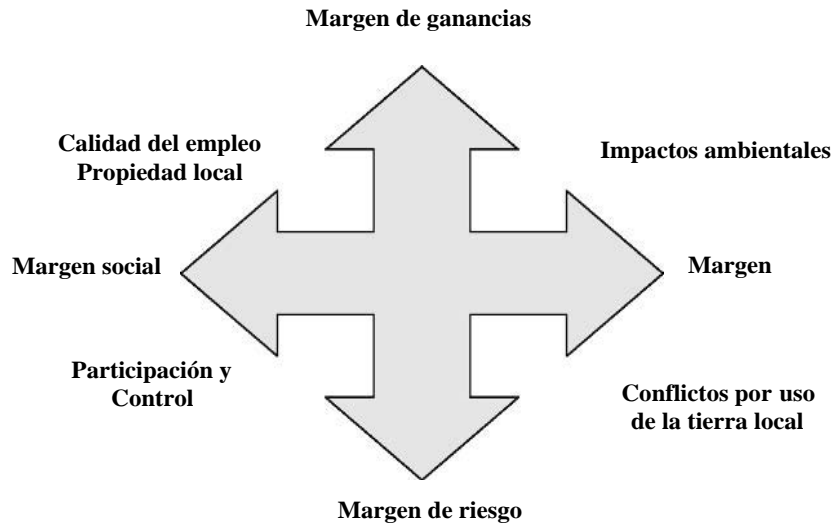 Margen de ganancias
Calidad del empleo
Propiedad local
Impactos ambientales
Margen social
Margen
Participación y
Control
Conflictos por uso
de la tierra local
Margen de riesgo